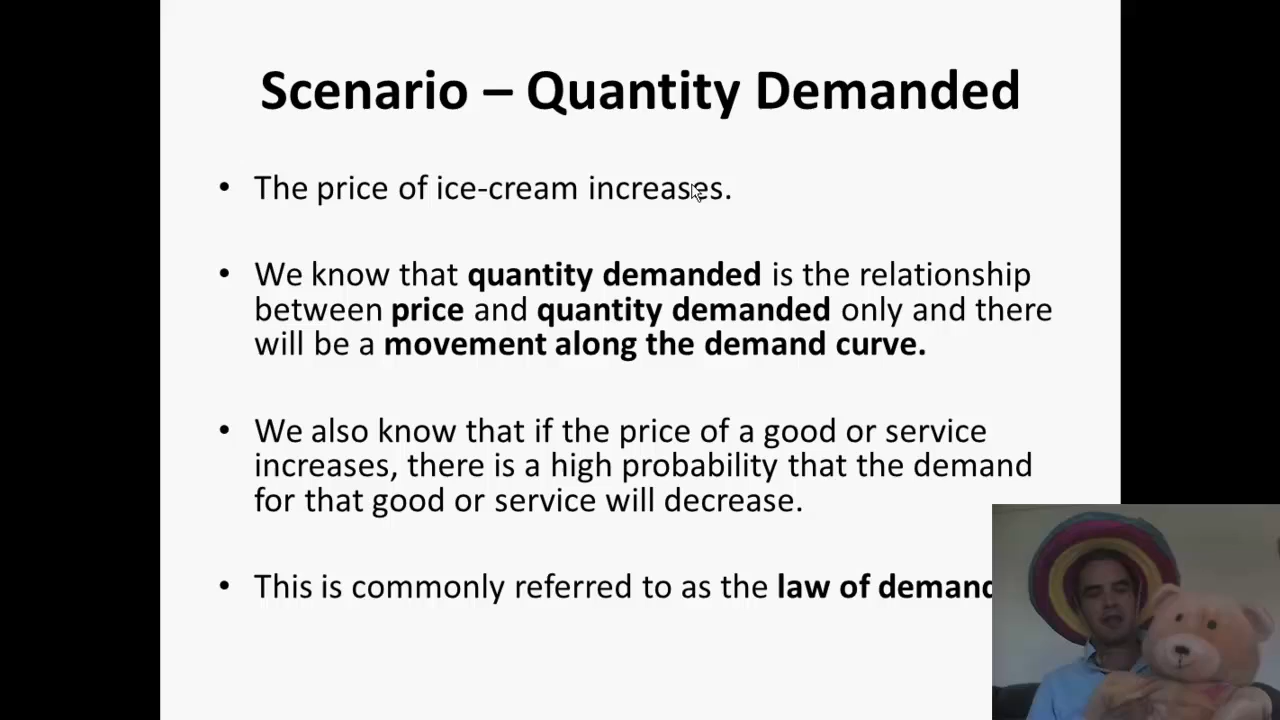 Scenario – Quantity Demanded
• The price of ice-cream increases.
• We know that quantity demanded is the relationship
between price and quantity demanded only and there
will be a movement along the demand curve.
• We also know that if the price of a good or service
increases, there is a high probability that the demand
for that good or service will decrease.
• This is commonly referred to as the law of demand